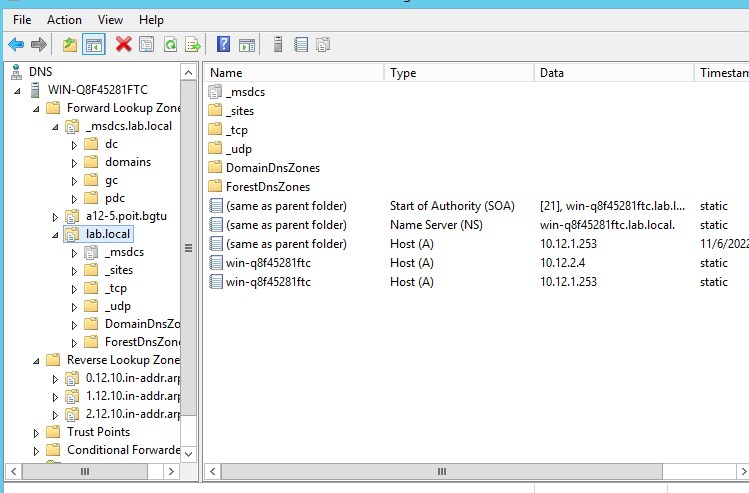 File Action View Help
DNS
WIN-Q8F45281FTC
Forward Lookup Zone
_msdcs.lab.local
dc
domains
gc
pdc
a12-5.poit.bgtu
lab.local
_msdcs
_sites
_tcp
_udp
DomainDnsZo
ForestDnsZon
Reverse Lookup Zone
0.12.10.in-addr.arp
1.12.10.in-addr.arp
2.12.10.in-addr.arp
Trust Points
Conditional Forwarde
Name Type Data Timestam
_msdcs
_sites
_tcp
_udp
DomainDnsZones
ForestDnsZones
(same as parent folder) Start of Authority (SOA) [21], win-q8f45281ftc.lab.l... static
(same as parent folder) Name Server (NS) win-q8f45281ftc.lab.local. static
(same as parent folder) Host (A) 10.12.1.253 11/6/2022
win-q8f45281ftc Host (A) 10.12.2.4 static
win-q8f45281ftc Host (A) 10.12.1.253 static